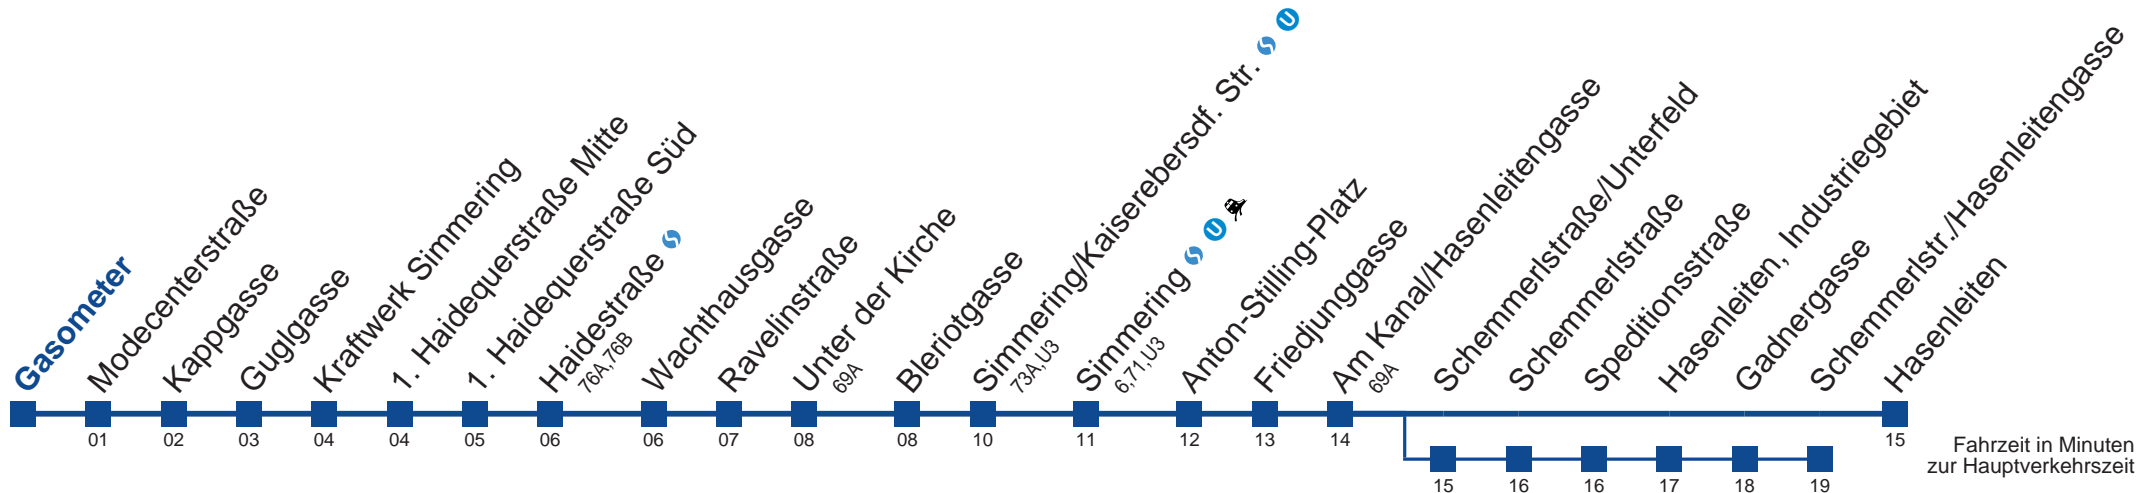 Gasometer
Modecenterstraße
Kappgasse
Guglgasse
Kraftwerk Simmering
1. Haidequerstraße Mitte
1. Haidequerstraße Süd
Haidestraße
76A,76B
Wachthausgasse
Ravelinstraße
Unter der Kirche
69A
Bleriotgasse
Simmering/Kaiserebersdf. Str. U
73A,U3
Simmering U
6,71,U3
Anton-Stilling-Platz
Friedjunggasse
Am Kanal/Hasenleitengasse
69A
Schemmerlstraße/Unterfeld
Schemmerlstraße
Speditionsstraße
Hasenleiten, Industriegebiet
Gadnergasse
Schemmerlstr./Hasenleitengasse
Hasenleiten
01 02 03 04 04 05 06 06 07 08 08 10 11 12 13 14 15
15 16 16 17 18 19
Fahrzeit in Minuten
zur Hauptverkehrszeit